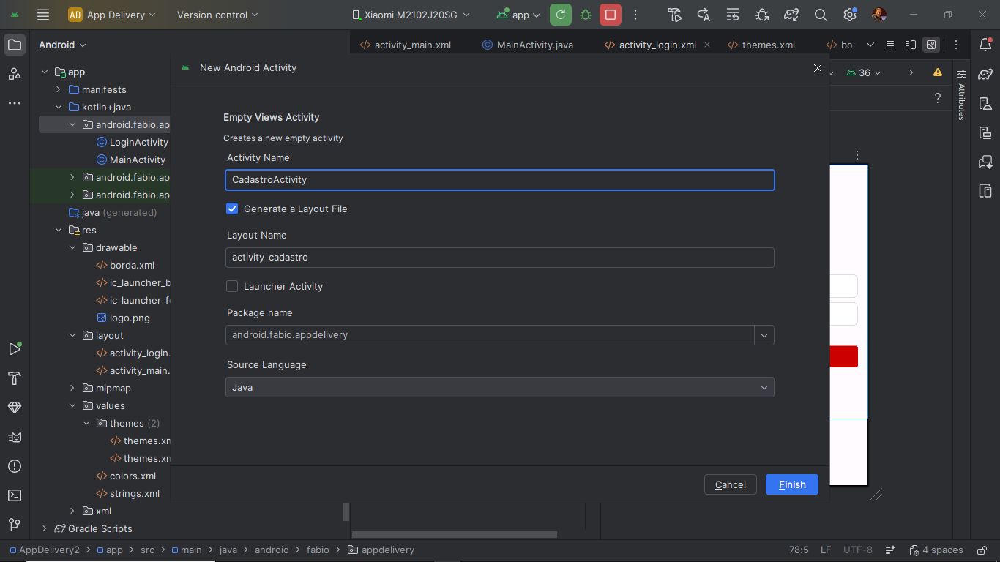 AD App Delivery Version control Xiaomi M2102J20SG app
Android
activity_main.xml MainActivity.java activity_login.xml themes.xml bor
New Android Activity
36
?
Attributes
app
manifests
kotlin+java
android.fabio.ap
LoginActivity
MainActivity
android.fabio.ap
android.fabio.ap
java (generated)
res
drawable
borda.xml
ic_launcher_b
ic_launcher_fo
logo.png
layout
activity_login.
activity_main.
mipmap
values
themes (2)
themes.xm
themes.xm
colors.xml
strings.xml
xml
Gradle Scripts
Empty Views Activity
Creates a new empty activity
Activity Name
CadastroActivity
Generate a Layout File
Layout Name
activity_cadastro
Launcher Activity
Package name
android.fabio.appdelivery
Source Language
Java
Cancel Finish
AppDelivery2 > app > src > main > java > android > fabio > appdelivery 78:5 LF UTF-8 4 spaces